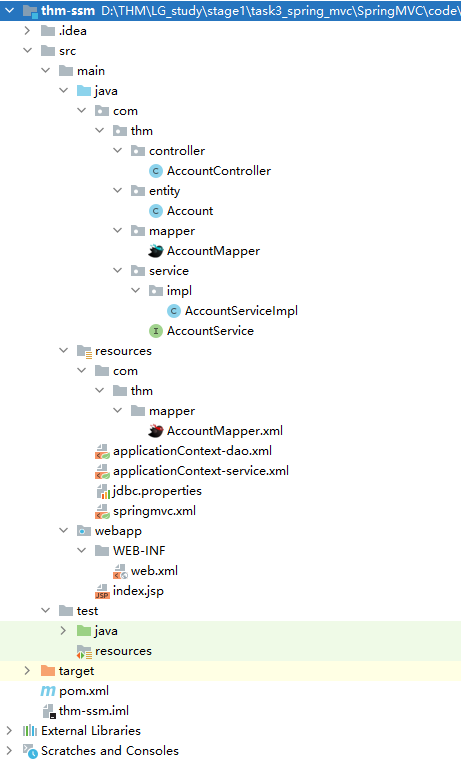 thm-ssm D:\THM\LG_study\stage1\task3_spring_mvc\SpringMVC\code\
.idea
src
main
java
com
thm
controller
C AccountController
entity
C Account
mapper
AccountMapper
service
impl
C AccountServiceImpl
I AccountService
resources
com
thm
mapper
AccountMapper.xml
applicationContext-dao.xml
applicationContext-service.xml
jdbc.properties
springmvc.xml
webapp
WEB-INF
web.xml
JSP index.jsp
test
java
resources
target
m pom.xml
thm-ssm.iml
External Libraries
Scratches and Consoles